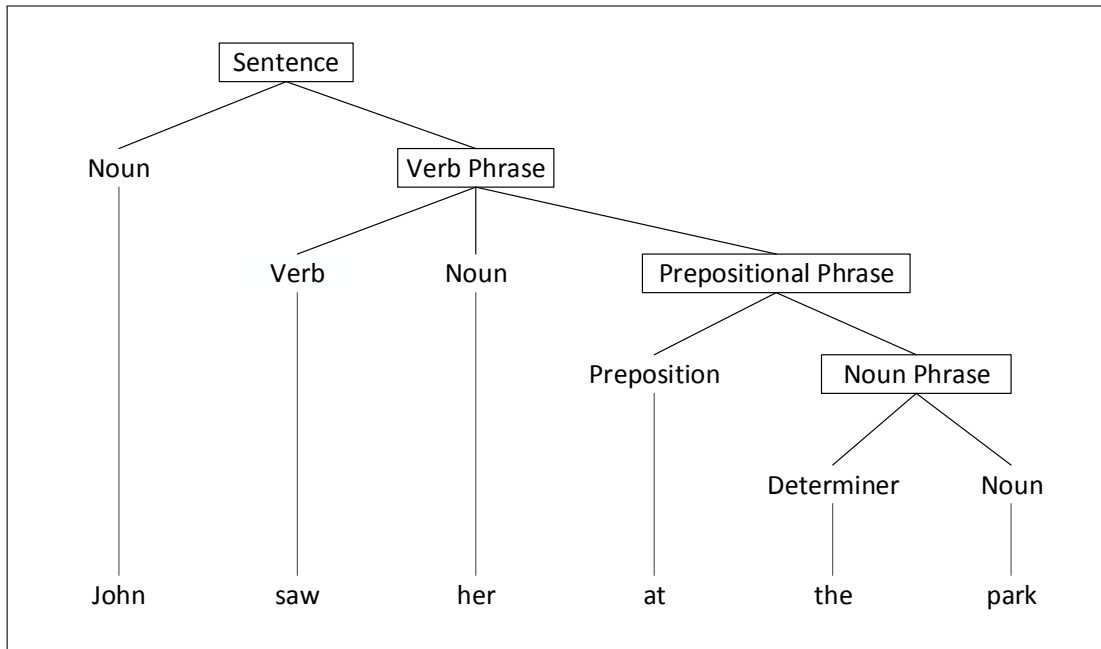 Sentence
Noun Verb Phrase
Verb Noun Prepositional Phrase
Preposition Noun Phrase
Determiner Noun
John saw her at the park